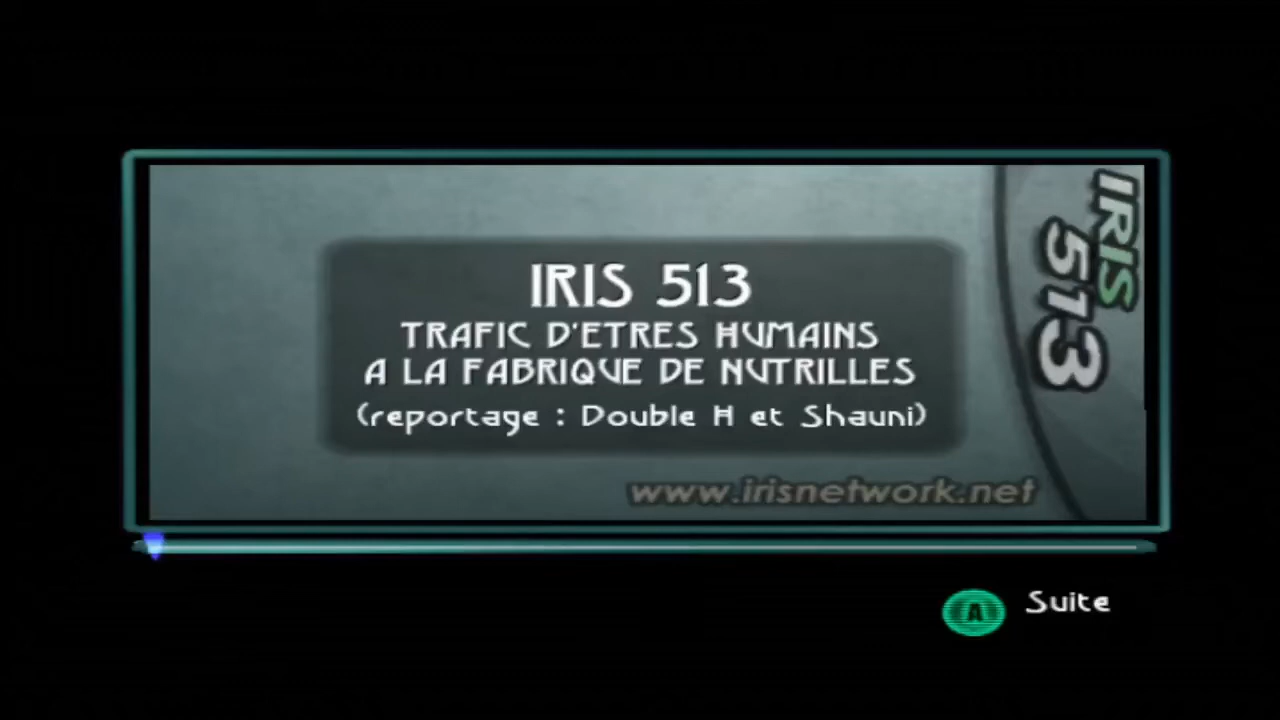 IRIS 513
TRAFIC D'ETRES HUMAINS
A LA FABRIQUE DE NUTRILLES
(reportage : Double H et Shauni)
www.irisnetwork.net
IRIS
513
A Suite